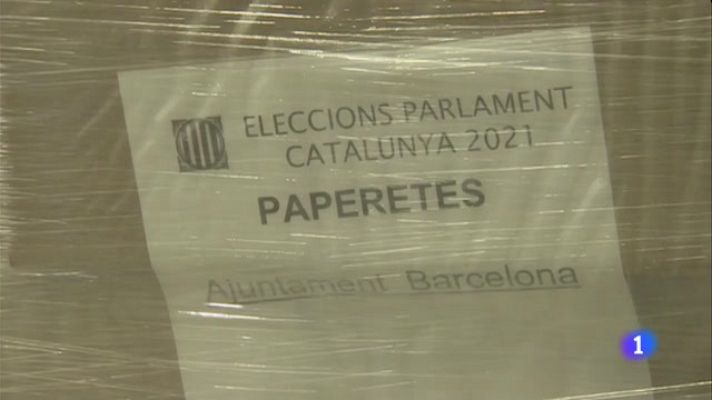 ELECCIONS PARLAMENT
CATALUNYA 2021
PAPERETES
Ajuntament Barcelona
1